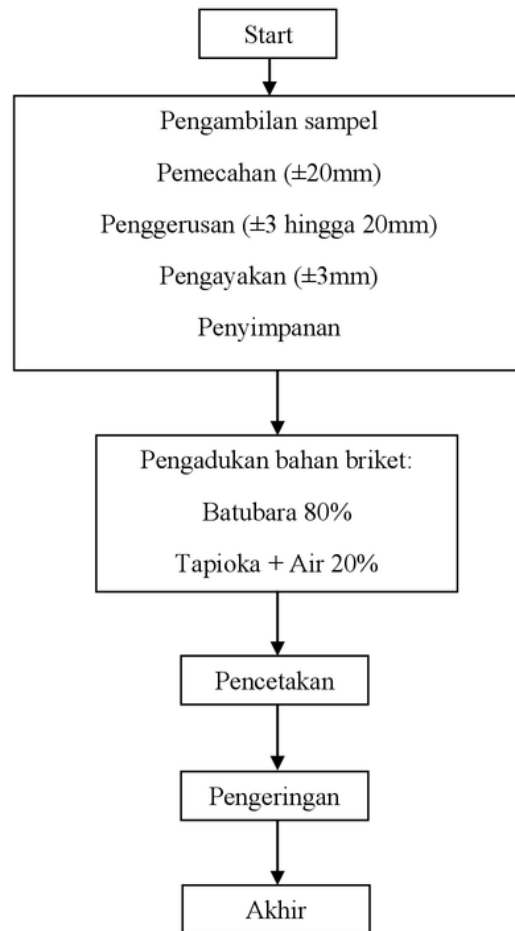 Start
Pengambilan sampel
Pemecahan (±20mm)
Penggerusan (±3 hingga 20mm)
Pengayakan (±3mm)
Penyimpanan
Pengadukan bahan briket:
Batubara 80%
Tapioka + Air 20%
Pencetakan
Pengeringan
Akhir